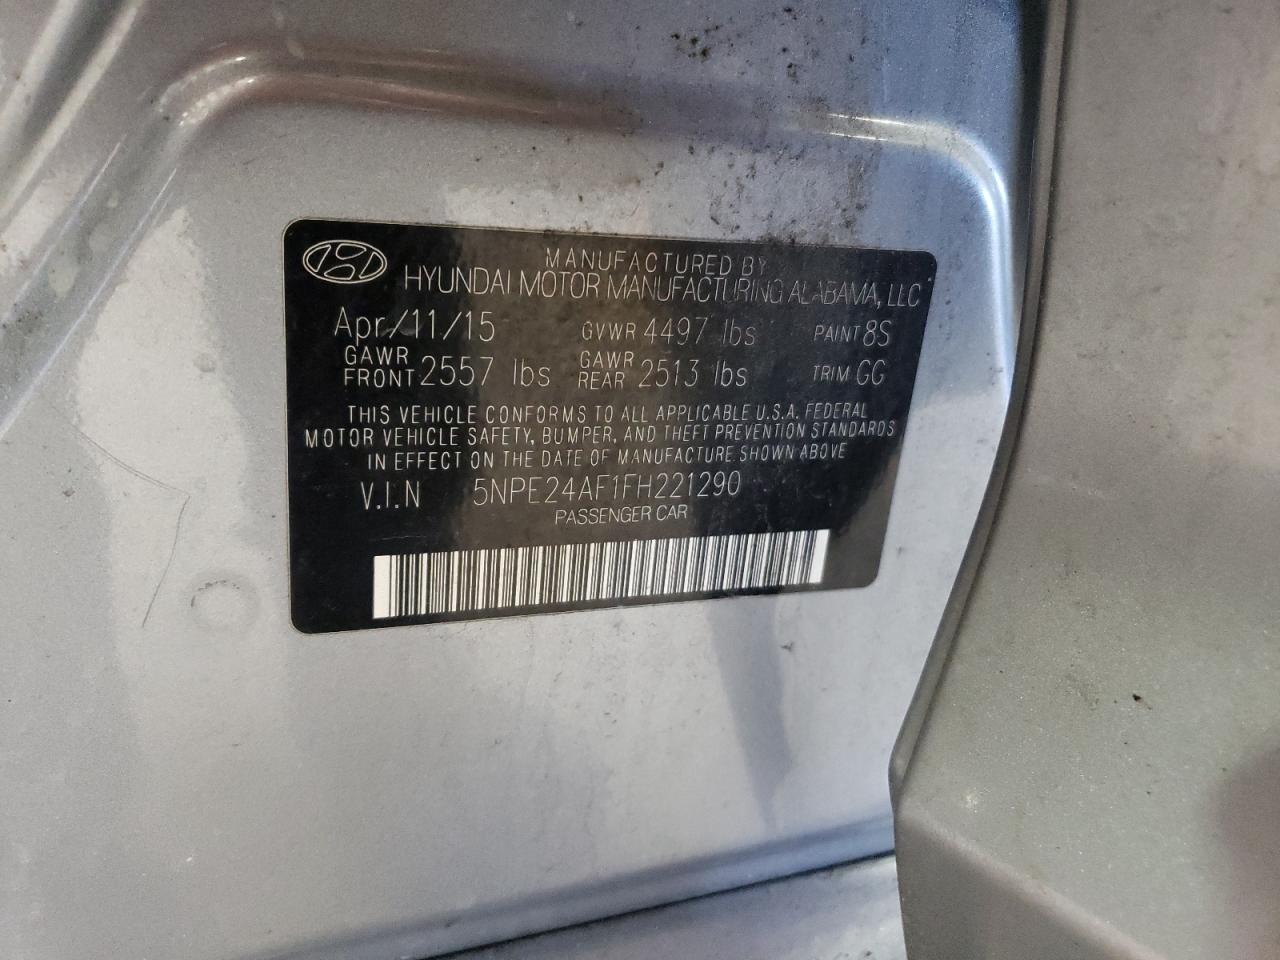 MANUFACTURED BY
HYUNDAI MOTOR MANUFACTURING ALABAMA, LLC
Apr/11/15 GVWR 4497 lbs PAINT 8S
GAWR FRONT 2557 lbs GAWR REAR 2513 lbs TRIM GG
THIS VEHICLE CONFORMS TO ALL APPLICABLE U.S.A. FEDERAL
MOTOR VEHICLE SAFETY, BUMPER, AND THEFT PREVENTION STANDARDS
IN EFFECT ON THE DATE OF MANUFACTURE SHOWN ABOVE
V.I.N 5NPE24AF1FH221290
PASSENGER CAR